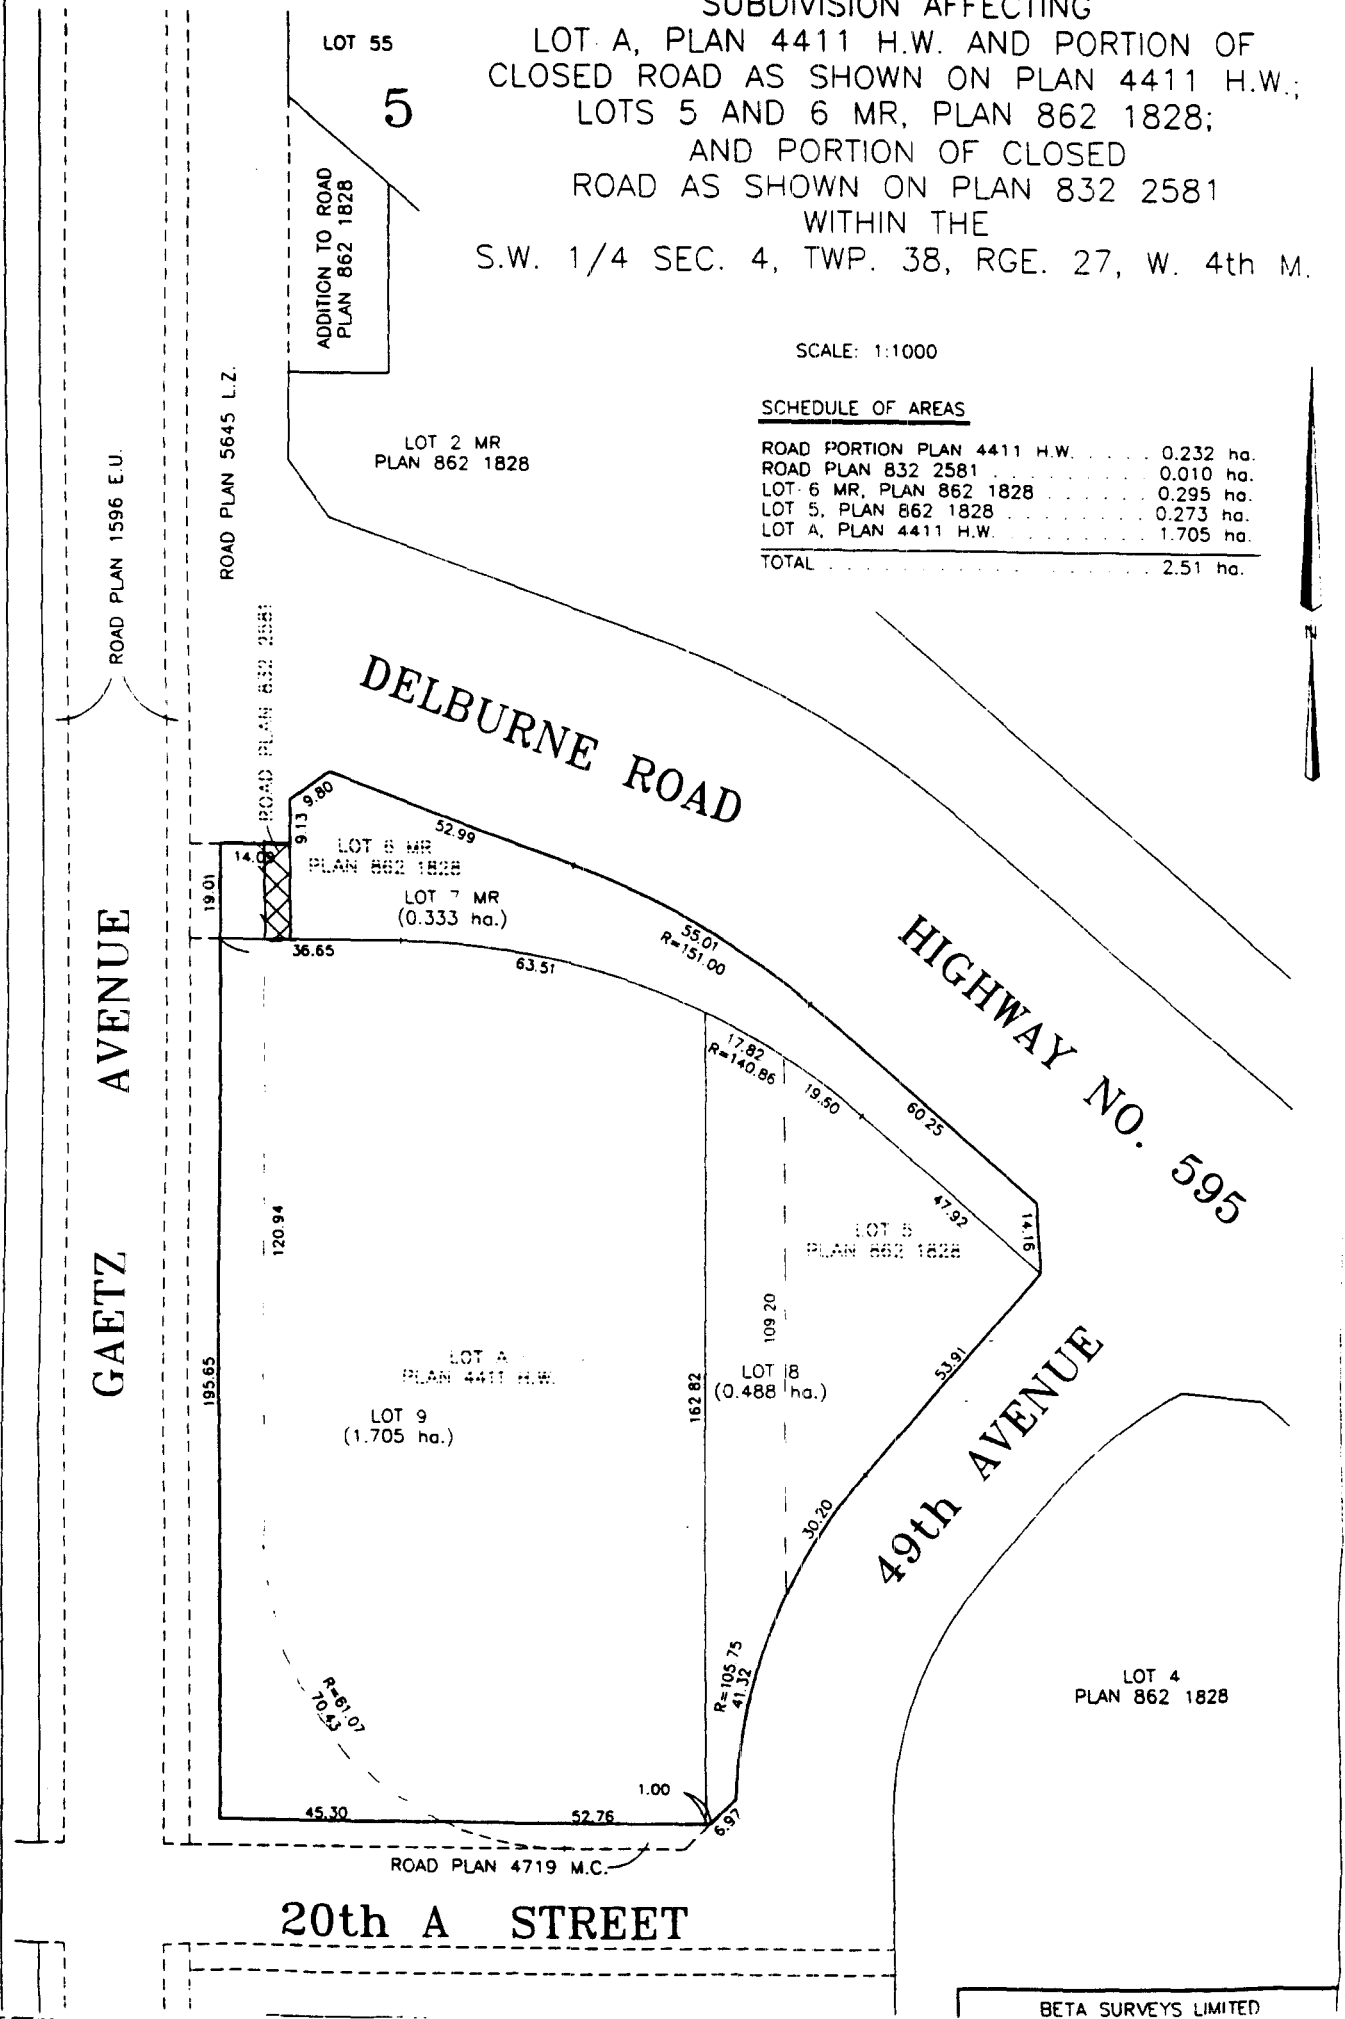 SUBDIVISION AFFECTING
LOT A, PLAN 4411 H.W. AND PORTION OF
CLOSED ROAD AS SHOWN ON PLAN 4411 H.W.;
LOTS 5 AND 6 MR, PLAN 862 1828;
AND PORTION OF CLOSED
ROAD AS SHOWN ON PLAN 832 2581
WITHIN THE
S.W. 1/4 SEC. 4, TWP. 38, RGE. 27, W. 4th M.
LOT 55
5
ADDITION TO ROAD
PLAN 862 1828
SCALE: 1:1000
SCHEDULE OF AREAS
ROAD PORTION PLAN 4411 H.W. . . . . 0.232 ha.
ROAD PLAN 832 2581 . . . . . . . . . 0.010 ha.
LOT 6 MR, PLAN 862 1828 . . . . . . 0.295 ha.
LOT 5, PLAN 862 1828 . . . . . . . . 0.273 ha.
LOT A, PLAN 4411 H.W. . . . . . . . . 1.705 ha.
TOTAL . . . . . . . . . . . . . . . . . 2.51 ha.
LOT 2 MR
PLAN 862 1828
ROAD PLAN 5645 L.Z.
ROAD PLAN 1596 E.U.
ROAD PLAN 832 2581
N
DELBURNE ROAD
HIGHWAY NO. 595
9.80
9.13
52.99
14.09
19.01
LOT 6 MR
PLAN 862 1828
LOT 7 MR
(0.333 ha.)
36.65
63.51
55.01
R=151.00
17.82
R=140.86
19.60
60.25
47.92
14.16
GAETZ AVENUE
120.94
195.65
LOT 5
PLAN 862 1828
109 20
162 82
LOT 8
(0.488 ha.)
53.91
LOT A
PLAN 4411 H.W.
LOT 9
(1.705 ha.)
49th AVENUE
30.20
R=105 75
41.32
R=61.07
70.43
LOT 4
PLAN 862 1828
1.00
45.30
52.76
6.97
ROAD PLAN 4719 M.C.
20th A STREET
BETA SURVEYS LIMITED